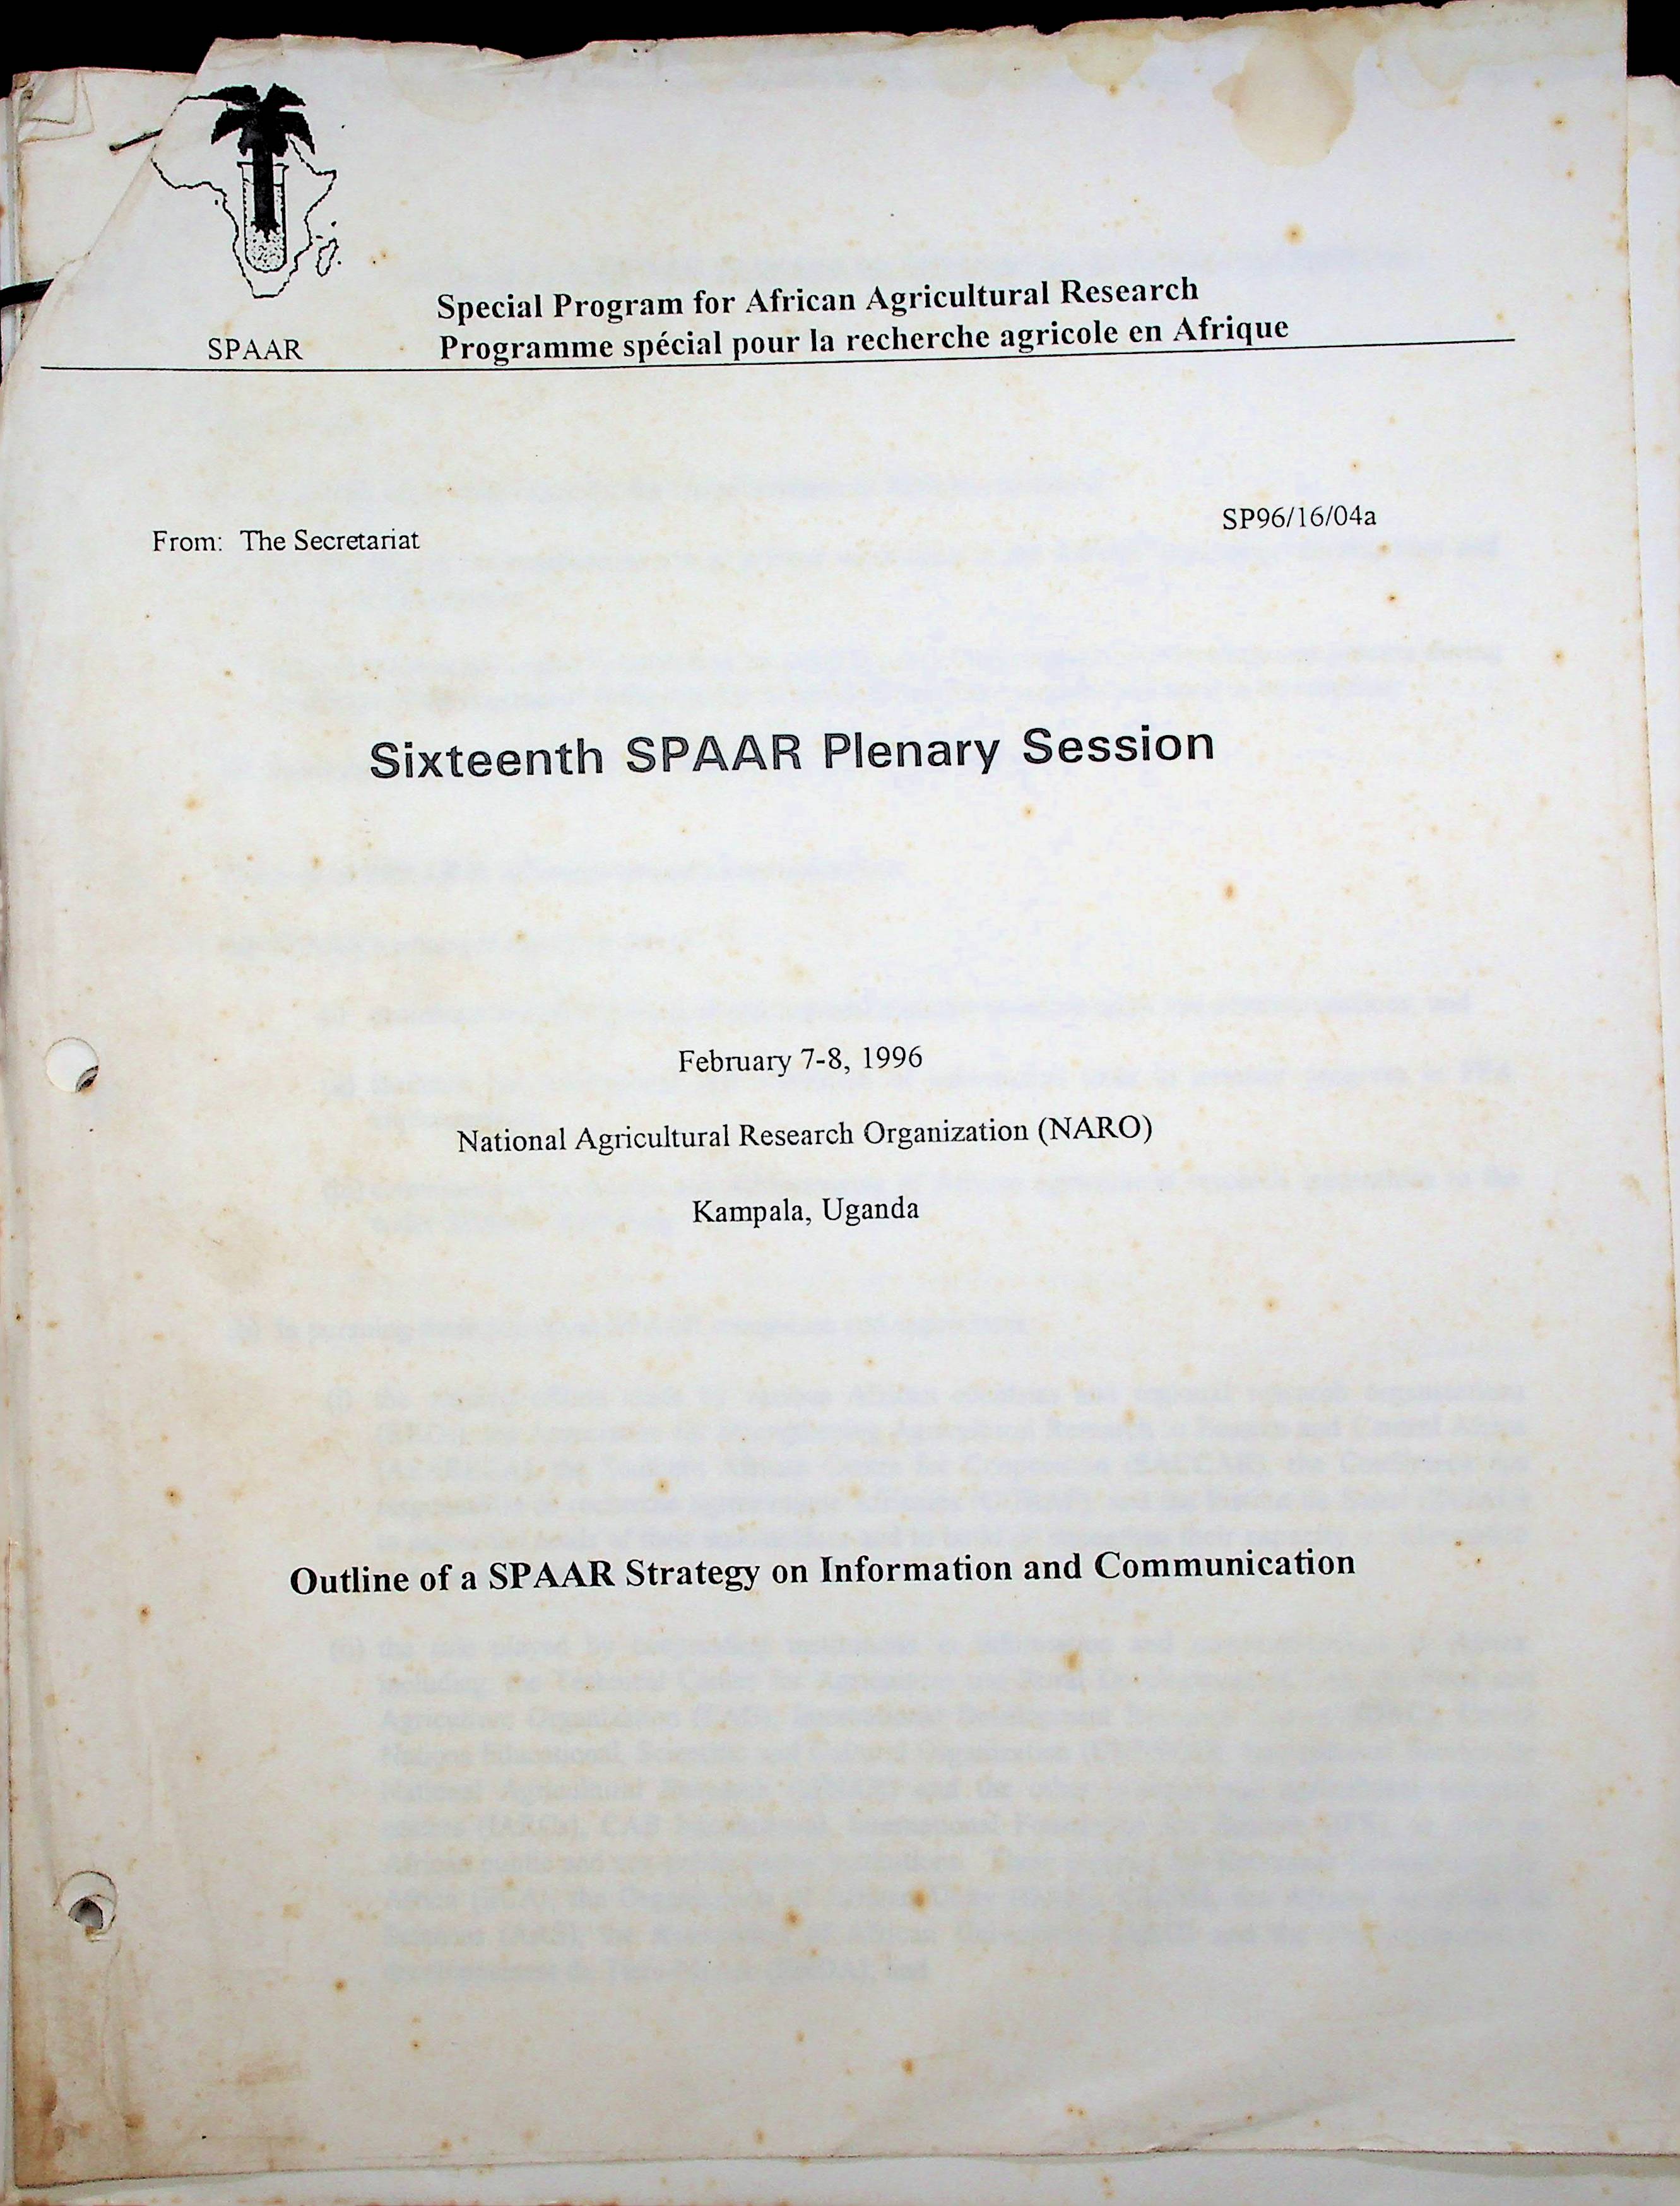 Special Program for African Agricultural Research
SPAAR Programme spécial pour la recherche agricole en Afrique
From: The Secretariat SP96/16/04a
Sixteenth SPAAR Plenary Session
February 7-8, 1996
National Agricultural Research Organization (NARO)
Kampala, Uganda
Outline of a SPAAR Strategy on Information and Communication